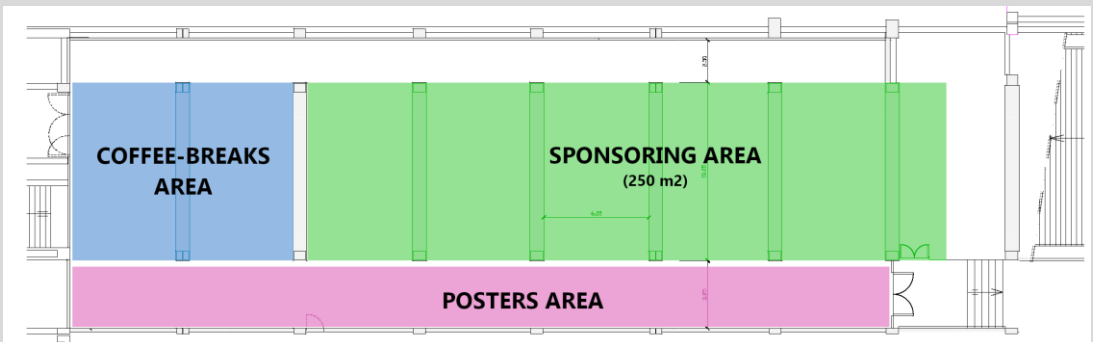 COFFEE-BREAKS
AREA
SPONSORING AREA
(250 m2)
POSTERS AREA